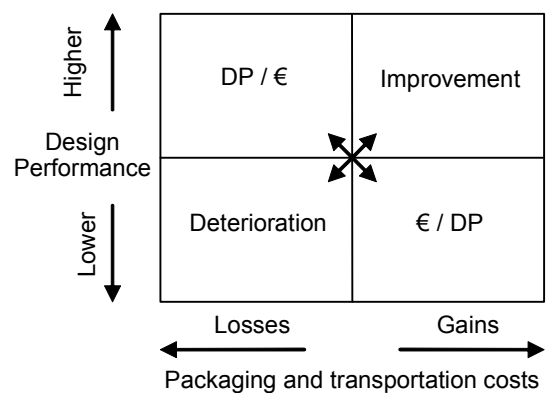 Higher
DP / €
Improvement
Design
Performance
Lower
Deterioration
€ / DP
Losses
Gains
Packaging and transportation costs